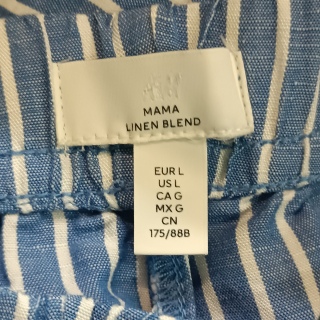 MAMA
LINEN BLEND
EUR L
US L
CA G
MX G
CN
175/88B